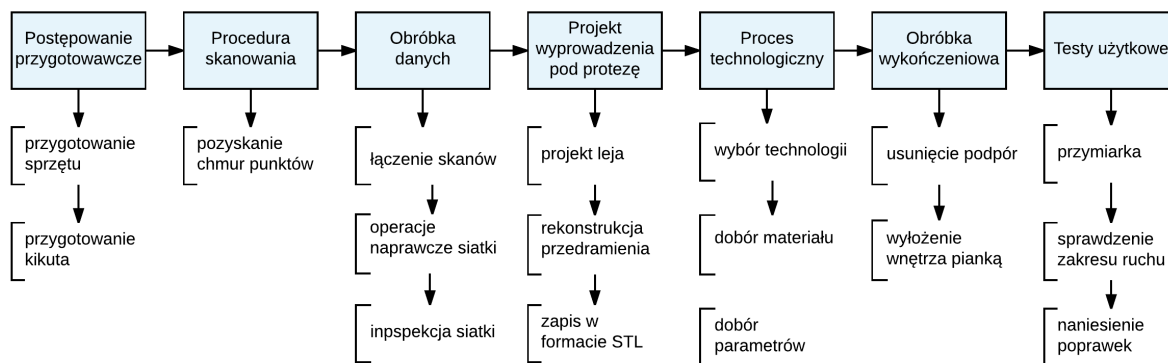 Postępowanie
przygotowawcze
Procedura
skanowania
Obróbka
danych
Projekt
wyprowadzenia
pod protezę
Proces
technologiczny
Obróbka
wykończeniowa
Testy użytkowe
przygotowanie
sprzętu
przygotowanie
kikuta
pozyskanie
chmur punktów
łączenie skanów
operacje
naprawcze siatki
inpspekcja siatki
projekt leja
rekonstrukcja
przedramienia
zapis w
formacie STL
wybór technologii
dobór materiału
dobór
parametrów
usunięcie podpór
wyłożenie
wnętrza pianką
przymiarka
sprawdzenie
zakresu ruchu
naniesienie
poprawek